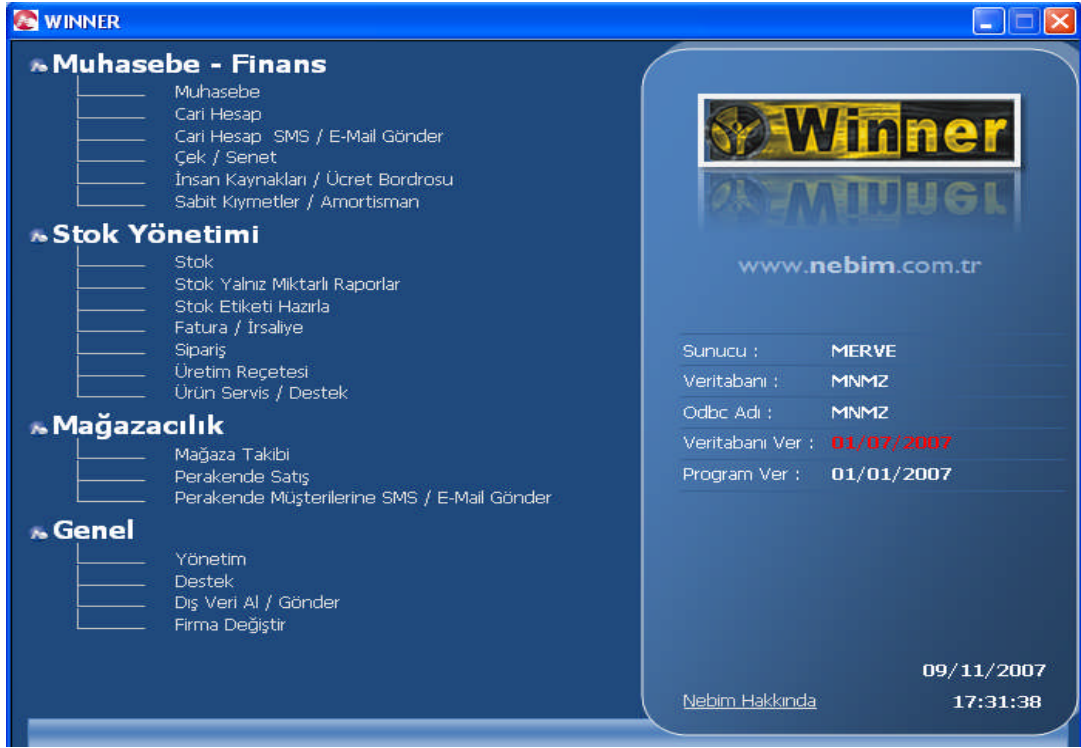 WINNER
Muhasebe - Finans
Muhasebe
Cari Hesap
Cari Hesap SMS / E-Mail Gönder
Çek / Senet
İnsan Kaynakları / Ücret Bordrosu
Sabit Kıymetler / Amortisman
Stok Yönetimi
Stok
Stok Yalnız Miktarlı Raporlar
Stok Etiketi Hazırla
Fatura / İrsaliye
Sipariş
Üretim Reçetesi
Ürün Servis / Destek
Mağazacılık
Mağaza Takibi
Perakende Satış
Perakende Müşterilerine SMS / E-Mail Gönder
Genel
Yönetim
Destek
Dış Veri Al / Gönder
Firma Değiştir
Winner
www.nebim.com.tr
Sunucu : MERVE
Veritabanı : MNMZ
Odbc Adı : MNMZ
Veritabanı Ver : 01/07/2007
Program Ver : 01/01/2007
09/11/2007
Nebim Hakkında 17:31:38